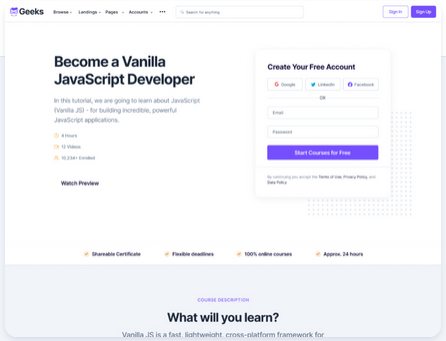 Geeks
Browse
Landings
Pages
Accounts
Search for anything
Sign In
Sign Up
Become a Vanilla
JavaScript Developer
In this tutorial, we are going to learn about JavaScript
(Vanilla JS) - for building incredible, powerful
JavaScript applications.
6 Hours
12 Videos
10,234+ Enrolled
Watch Preview
Create Your Free Account
Google
LinkedIn
Facebook
OR
Email
Password
Start Courses for Free
By continuing you accept the Terms of Use, Privacy Policy, and
Data Policy
Shareable Certificate
Flexible deadlines
100% online courses
Approx. 24 hours
COURSE DESCRIPTION
What will you learn?
Vanilla JS is a fast, lightweight, cross-platform framework for